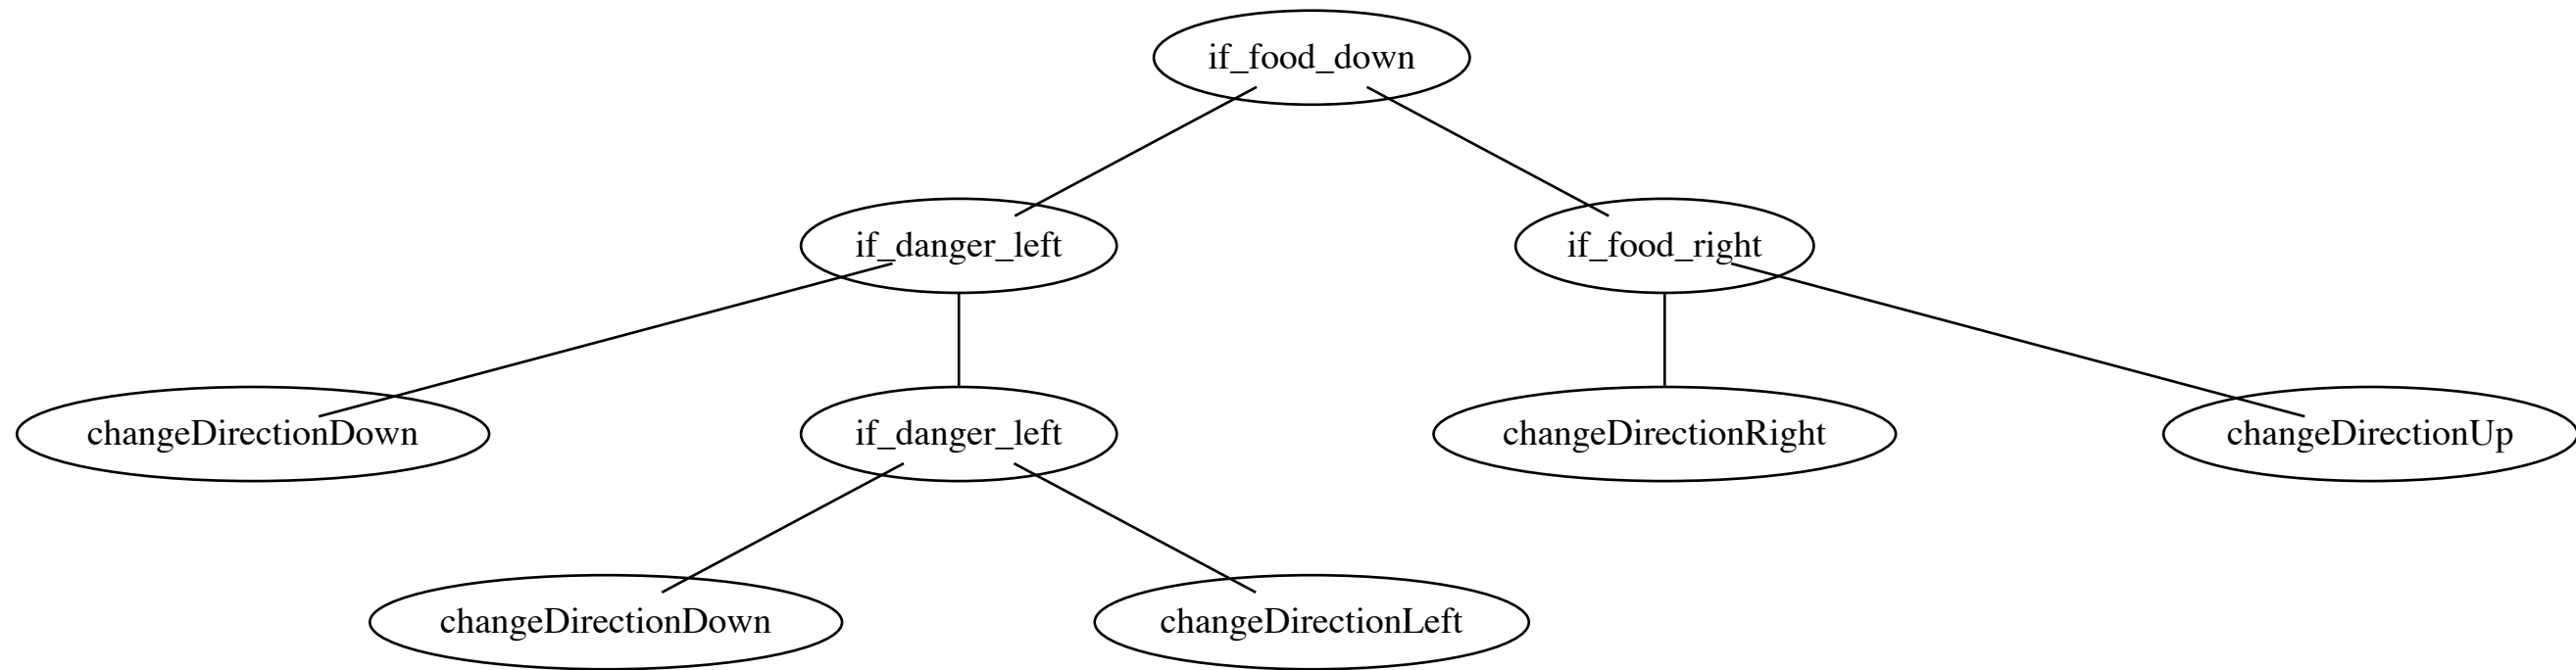 if_food_down
if_danger_left
if_food_right
changeDirectionDown
if_danger_left
changeDirectionRight
changeDirectionUp
changeDirectionDown
changeDirectionLeft